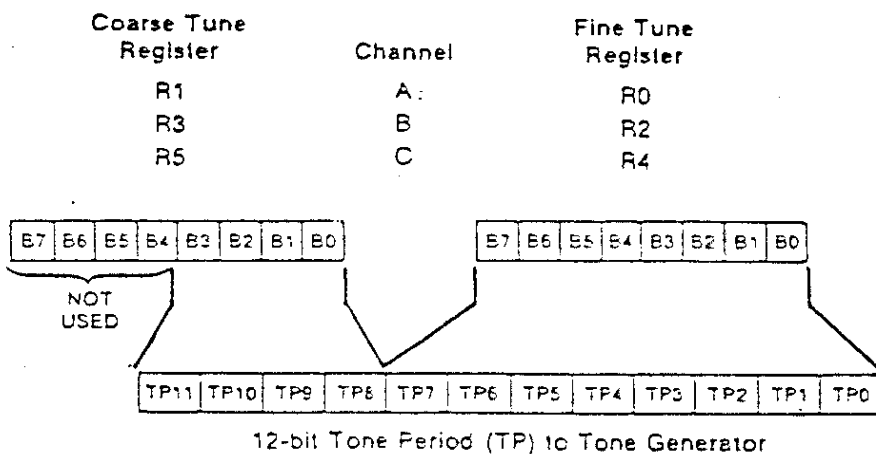 Coarse Tune Register Channel Fine Tune Register
R1 A: R0
R3 B R2
R5 C R4
B7 B6 B5 B4 B3 B2 B1 B0 B7 B6 B5 B4 B3 B2 B1 B0
NOT USED
TP11 TP10 TP9 TP8 TP7 TP6 TP5 TP4 TP3 TP2 TP1 TP0
12-bit Tone Period (TP) to Tone Generator